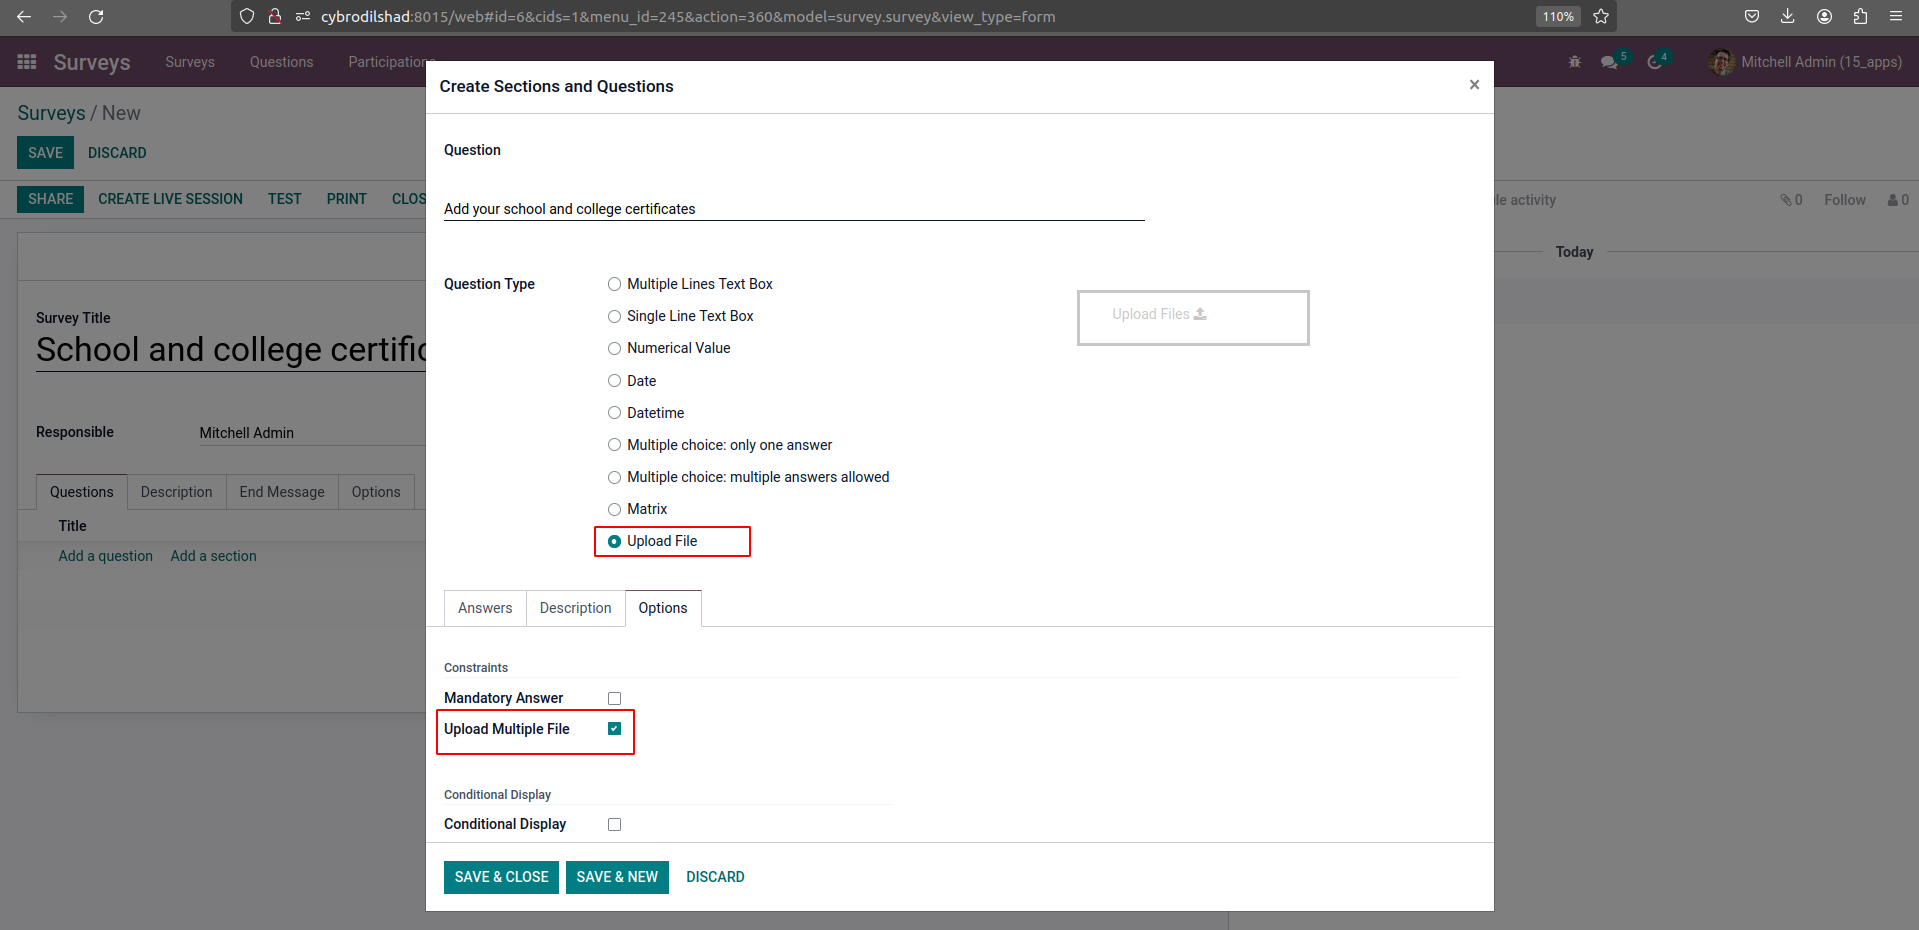 cybrodilshad:8015/web#id=6&cids=1&menu_id=245&action=360&model=survey.survey&view_type=form
110%
Surveys Surveys Questions Participation
5 4 Mitchell Admin (15_apps)
Surveys / New
SAVE DISCARD
SHARE CREATE LIVE SESSION TEST PRINT CLOS
le activity 0 Follow 0
Today
Survey Title
School and college certific
Responsible Mitchell Admin
Questions Description End Message Options
Title
Add a question Add a section
Create Sections and Questions ×
Question
Add your school and college certificates
Question Type
Multiple Lines Text Box
Single Line Text Box
Numerical Value
Date
Datetime
Multiple choice: only one answer
Multiple choice: multiple answers allowed
Matrix
Upload File
Upload Files
Answers Description Options
Constraints
Mandatory Answer
Upload Multiple File
Conditional Display
Conditional Display
SAVE & CLOSE SAVE & NEW DISCARD